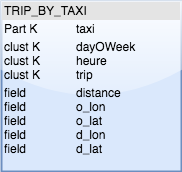 TRIP_BY_TAXI
Part K taxi
clust K dayOWeek
clust K heure
clust K trip
field distance
field o_lon
field o_lat
field d_lon
field d_lat